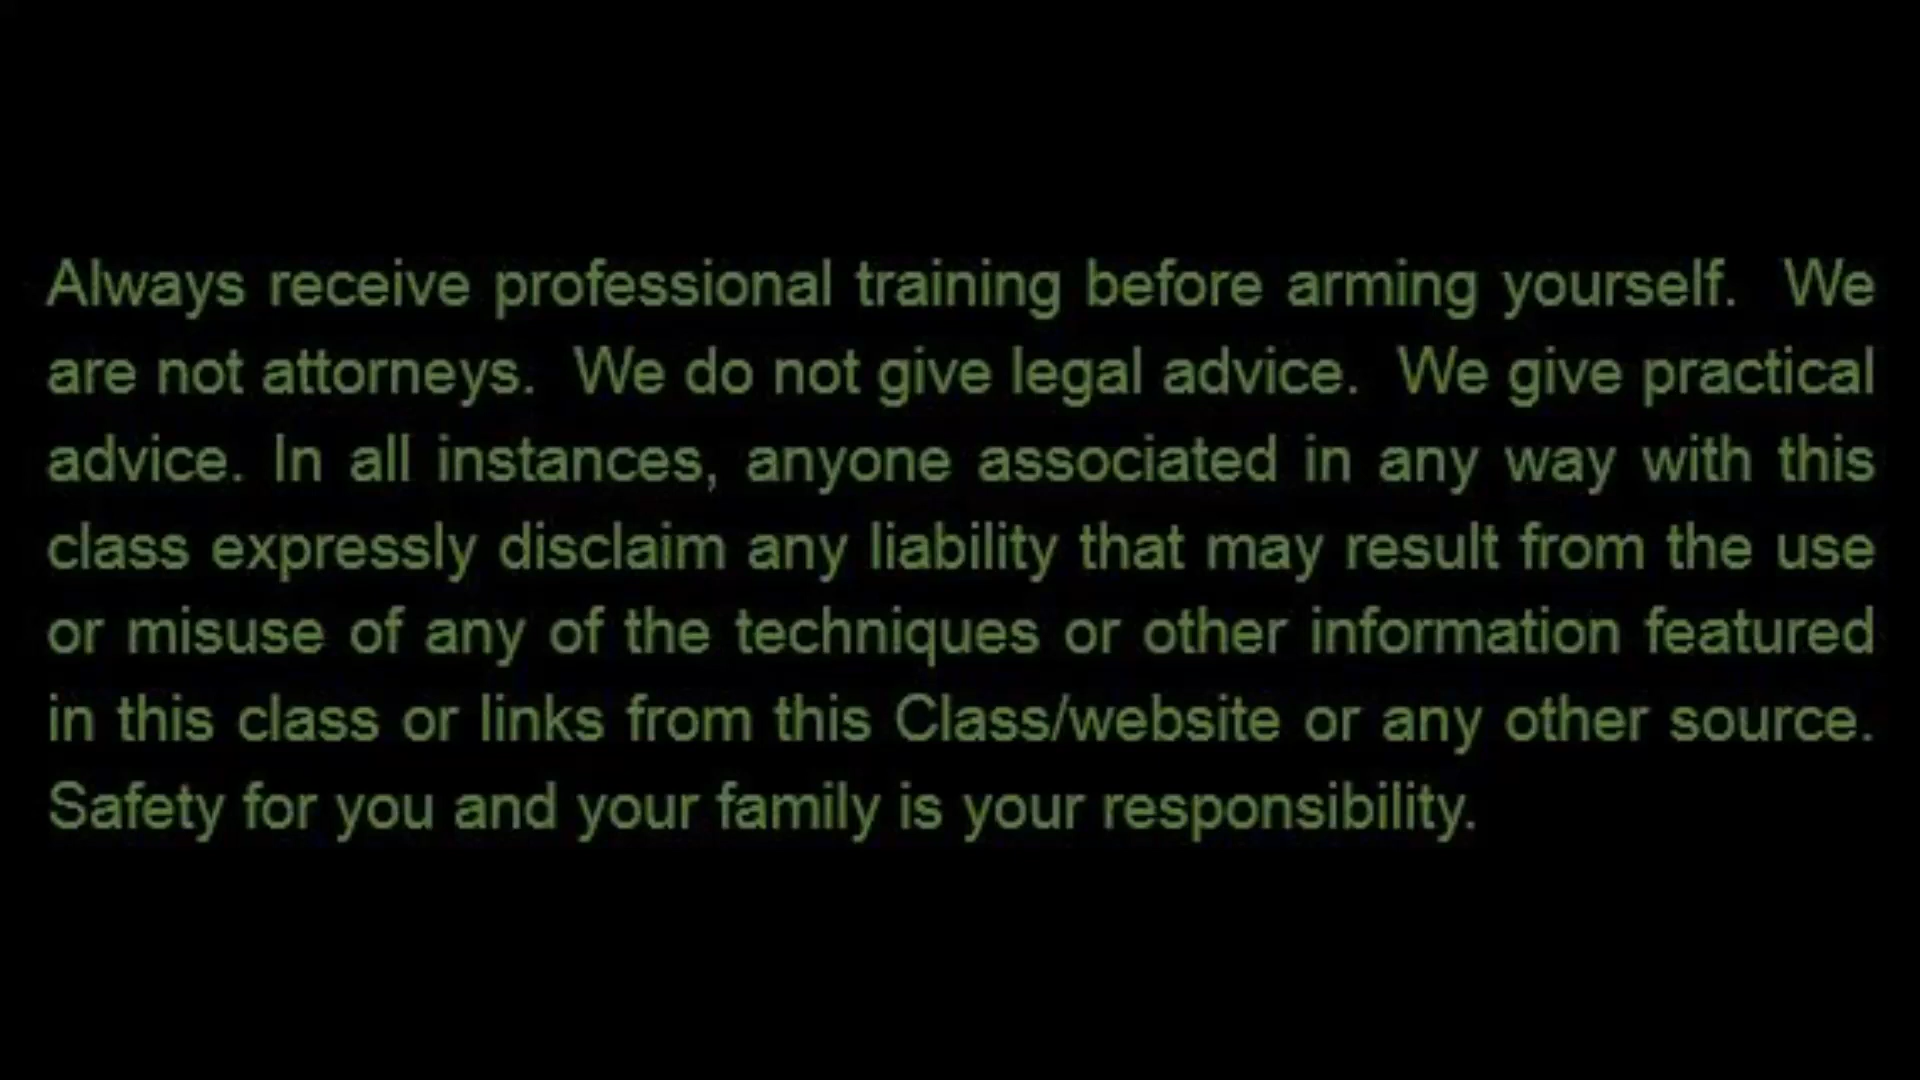 Always receive professional training before arming yourself. We
are not attorneys. We do not give legal advice. We give practical
advice. In all instances, anyone associated in any way with this
class expressly disclaim any liability that may result from the use
or misuse of any of the techniques or other information featured
in this class or links from this Class/website or any other source.
Safety for you and your family is your responsibility.